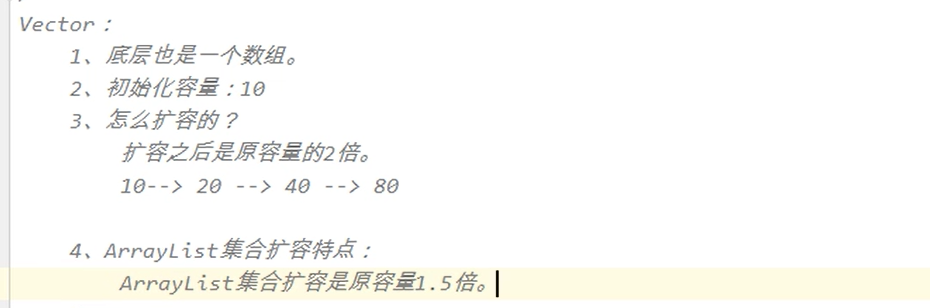 Vector：
1、底层也是一个数组。
2、初始化容量：10
3、怎么扩容的？
扩容之后是原容量的2倍。
10--> 20 --> 40 --> 80
4、ArrayList集合扩容特点：
ArrayList集合扩容是原容量1.5倍。